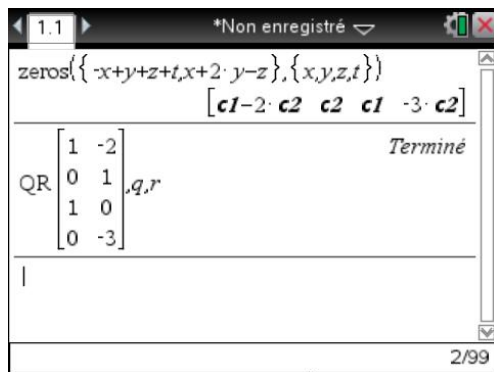 1.1 *Non enregistré
zeros({-x+y+z+t,x+2·y−z},{x,y,z,t})
[c1−2·c2 c2 c1 -3·c2]
QR [1 -2
0 1
1 0
0 -3],q,r Terminé
2/99